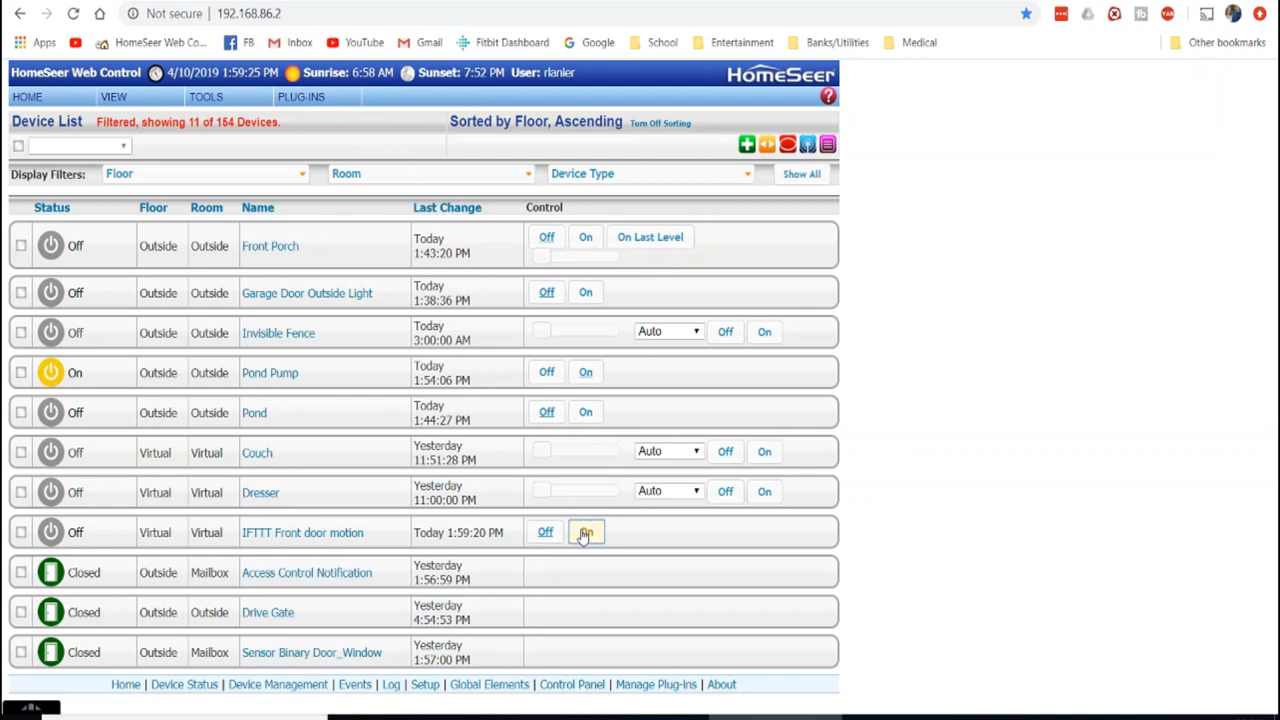 Not secure | 192.168.86.2
Apps HomeSeer Web Co... FB Inbox YouTube Gmail Fitbit Dashboard Google School Entertainment Banks/Utilities Medical Other bookmarks
HomeSeer Web Control 4/10/2019 1:59:25 PM Sunrise: 6:58 AM Sunset: 7:52 PM User: rlanier HomeSeer
HOME VIEW TOOLS PLUG-INS
Device List Filtered, showing 11 of 154 Devices. Sorted by Floor, Ascending Turn Off Sorting
Display Filters: Floor Room Device Type Show All
Status Floor Room Name Last Change Control
Off Outside Outside Front Porch Today 1:43:20 PM Off On On Last Level
Off Outside Outside Garage Door Outside Light Today 1:38:36 PM Off On
Off Outside Outside Invisible Fence Today 3:00:00 AM Auto Off On
On Outside Outside Pond Pump Today 1:54:06 PM Off On
Off Outside Outside Pond Today 1:44:27 PM Off On
Off Virtual Virtual Couch Yesterday 11:51:28 PM Auto Off On
Off Virtual Virtual Dresser Yesterday 11:00:00 PM Auto Off On
Off Virtual Virtual IFTTT Front door motion Today 1:59:20 PM Off On
Closed Outside Mailbox Access Control Notification Yesterday 1:56:59 PM
Closed Outside Outside Drive Gate Yesterday 4:54:53 PM
Closed Outside Mailbox Sensor Binary Door_Window Yesterday 1:57:00 PM
Home | Device Status | Device Management | Events | Log | Setup | Global Elements | Control Panel | Manage Plug-ins | About